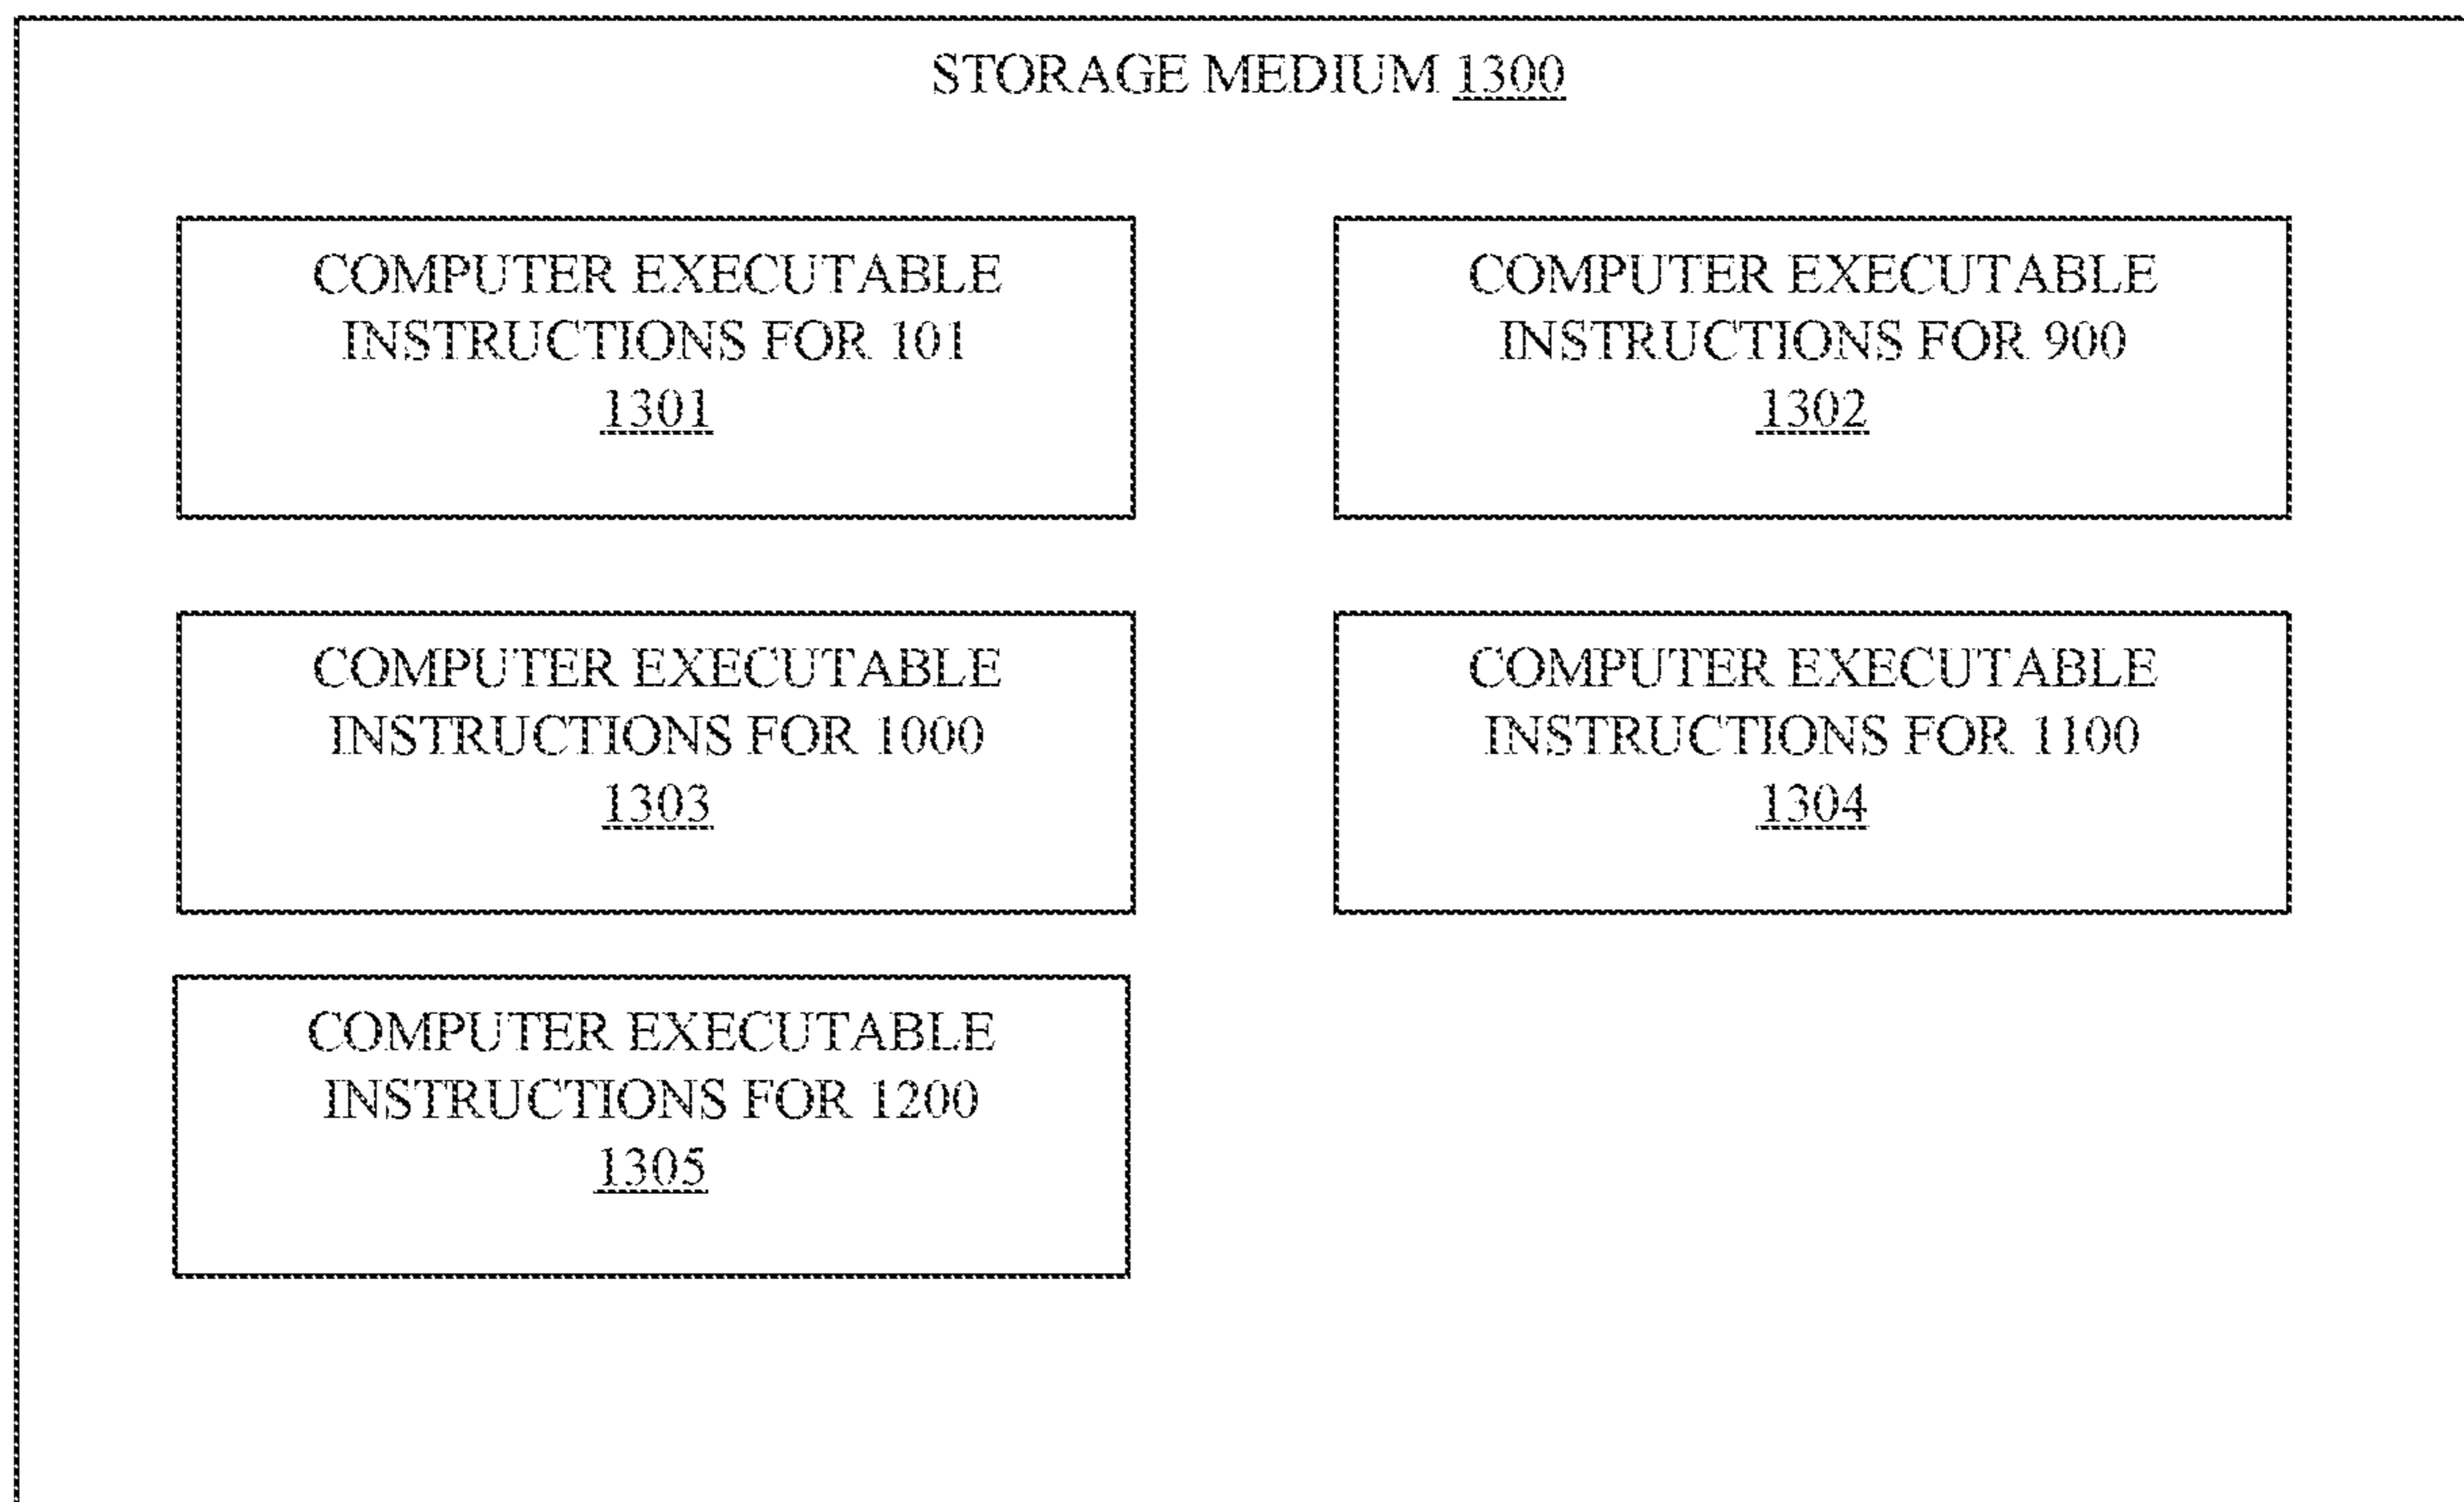 STORAGE MEDIUM 1300
COMPUTER EXECUTABLE
INSTRUCTIONS FOR 101
1301
COMPUTER EXECUTABLE
INSTRUCTIONS FOR 900
1302
COMPUTER EXECUTABLE
INSTRUCTIONS FOR 1000
1303
COMPUTER EXECUTABLE
INSTRUCTIONS FOR 1100
1304
COMPUTER EXECUTABLE
INSTRUCTIONS FOR 1200
1305